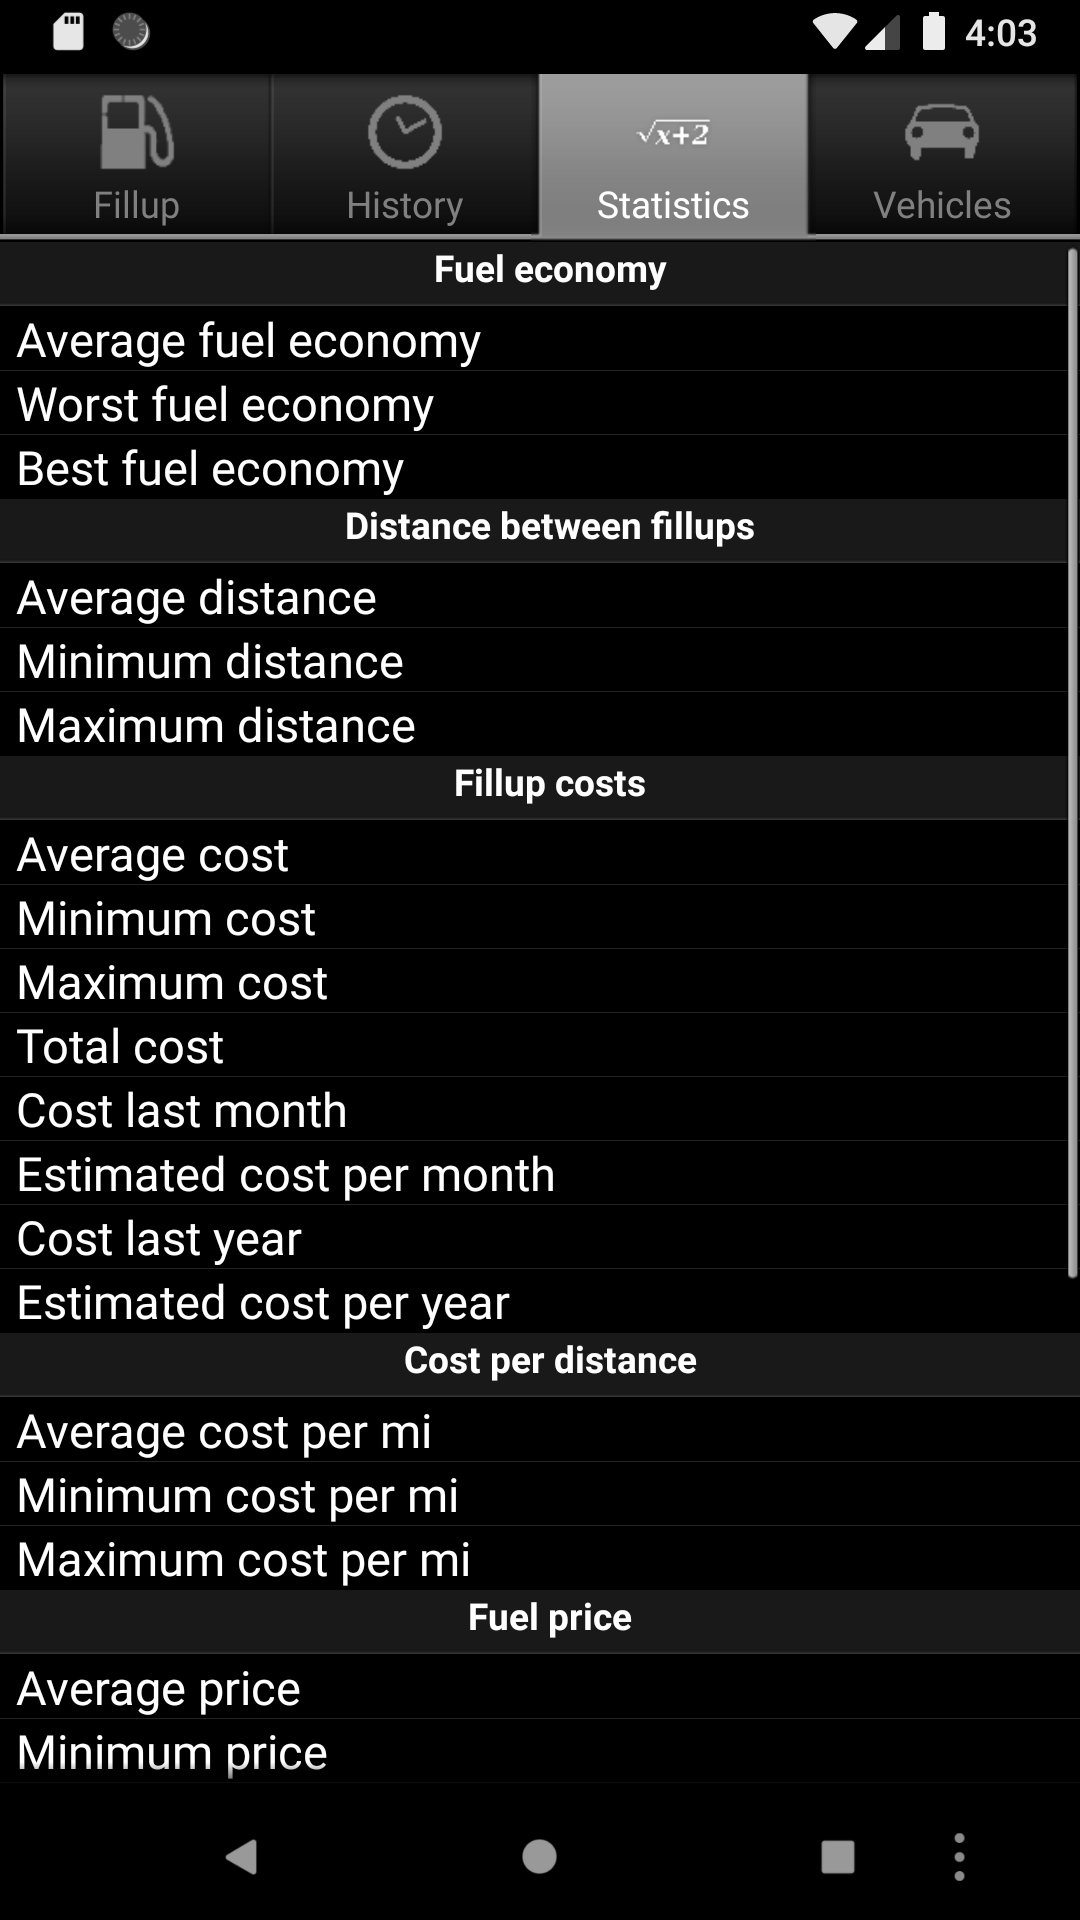 4:03
√x+2
Fillup
History
Statistics
Vehicles
Fuel economy
Average fuel economy
Worst fuel economy
Best fuel economy
Distance between fillups
Average distance
Minimum distance
Maximum distance
Fillup costs
Average cost
Minimum cost
Maximum cost
Total cost
Cost last month
Estimated cost per month
Cost last year
Estimated cost per year
Cost per distance
Average cost per mi
Minimum cost per mi
Maximum cost per mi
Fuel price
Average price
Minimum price